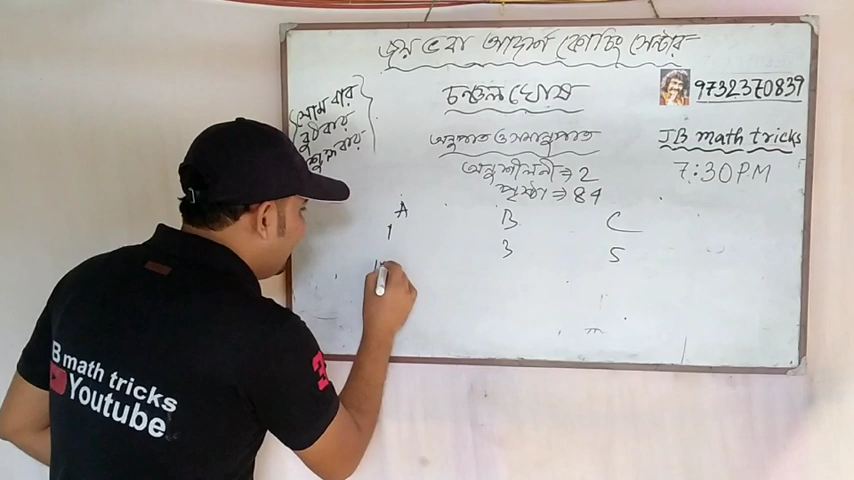 জয় ভবা আদর্শ কোচিং সেন্টার
সোমবার
বুধবার
শুক্রবার
চঞ্চল ঘোষ
9732370839
অনুপাত ও সমানুপাত
JB math tricks
অনুশীলনী ⇒ 2
7:30PM
পৃষ্ঠা ⇒ 84
A B C
1 3 5
B math tricks
Youtube